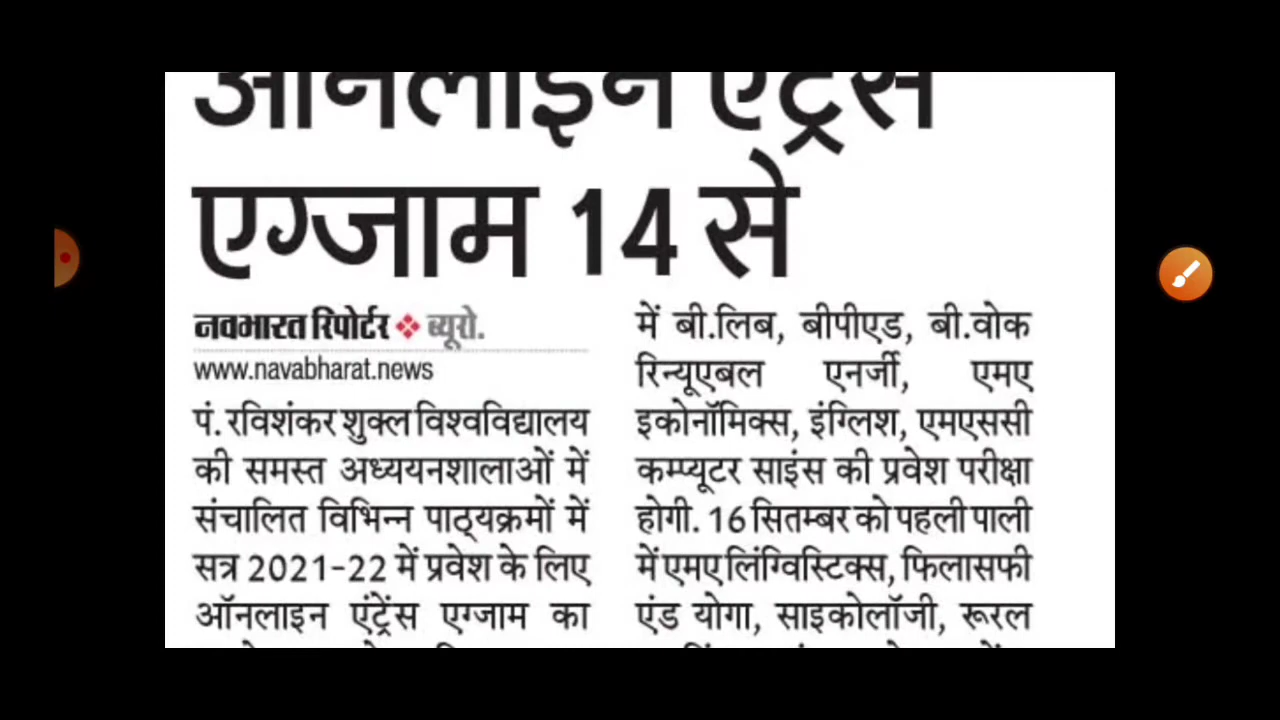 ऑनलाइन एंट्रेंस
एग्जाम 14 से
नवभारत रिपोर्टर ❖ ब्यूरो.
www.navabharat.news
पं. रविशंकर शुक्ल विश्वविद्यालय
की समस्त अध्ययनशालाओं में
संचालित विभिन्न पाठ्यक्रमों में
सत्र 2021-22 में प्रवेश के लिए
ऑनलाइन एंट्रेंस एग्जाम का
में बी.लिब, बीपीएड, बी.वोक
रिन्यूएबल एनर्जी, एमए
इकोनॉमिक्स, इंग्लिश, एमएससी
कम्प्यूटर साइंस की प्रवेश परीक्षा
होगी. 16 सितम्बर को पहली पाली
में एमए लिंग्विस्टिक्स, फिलासफी
एंड योगा, साइकोलॉजी, रूरल